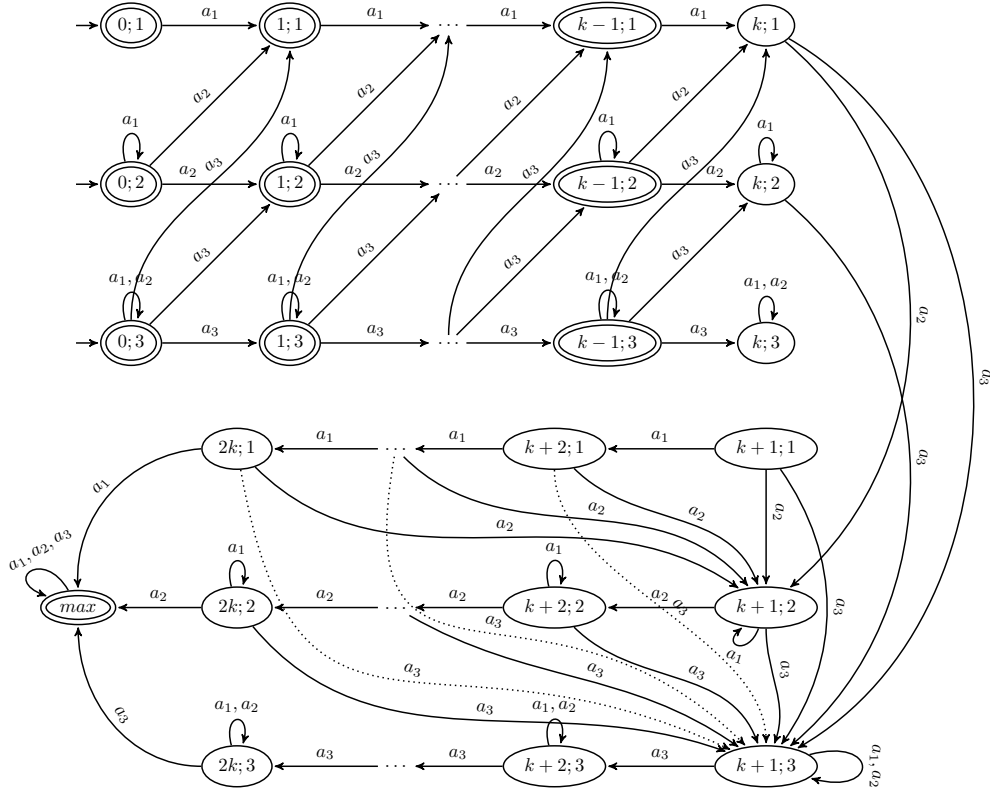 a₁ a₁ a₁ a₁
0; 1 1; 1 ⋯ k − 1; 1 k; 1
a₂ a₂ a₂ a₂
a₁ a₁ a₁ a₁
a₃ a₃ a₃ a₃
a₂ a₂ a₂ a₂
0; 2 1; 2 ⋯ k − 1; 2 k; 2
a₃ a₃ a₃ a₃
a₁, a₂ a₁, a₂ a₁, a₂ a₁, a₂
a₂
a₃ a₃ a₃ a₃
0; 3 1; 3 ⋯ k − 1; 3 k; 3
a₃
a₃
a₁ a₁ a₁
2k; 1 ⋯ k + 2; 1 k + 1; 1
a₁
a₂ a₂ a₂ a₂
a₁, a₂, a₃
a₁ a₁
a₂ a₂ a₂ a₂ a₃
max 2k; 2 ⋯ k + 2; 2 k + 1; 2
a₃
a₃
a₁
a₃ a₃ a₃ a₃
a₃
a₁, a₂ a₁, a₂
a₃
a₃ a₃ a₃
2k; 3 ⋯ k + 2; 3 k + 1; 3
a₁, a₂